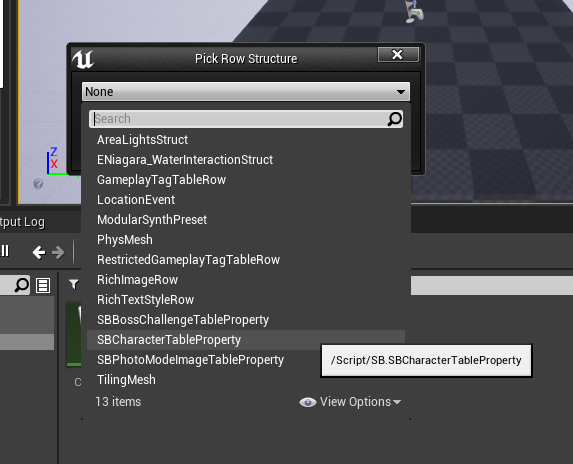 Pick Row Structure
None
Search
AreaLightsStruct
ENiagara_WaterInteractionStruct
GameplayTagTableRow
LocationEvent
ModularSynthPreset
PhysMesh
RestrictedGameplayTagTableRow
RichImageRow
RichTextStyleRow
SBBossChallengeTableProperty
SBCharacterTableProperty
SBPhotoModeImageTableProperty
TilingMesh
/Script/SB.SBCharacterTableProperty
13 items
View Options
Z
X
?
tput Log
C